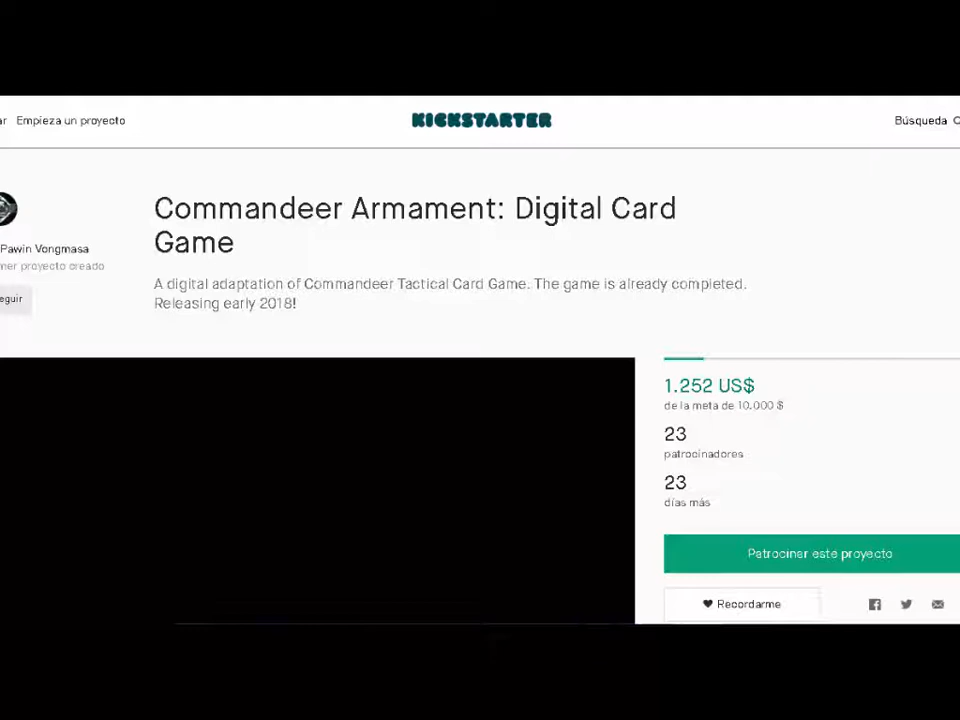 Empieza un proyecto
KICKSTARTER
Búsqueda
Commandeer Armament: Digital Card
Game
Pawin Vongmasa
proyecto creado
A digital adaptation of Commandeer Tactical Card Game. The game is already completed.
Releasing early 2018!
1.252 US$
de la meta de 10.000 $
23
patrocinadores
23
días más
Patrocinar este proyecto
Recordarme